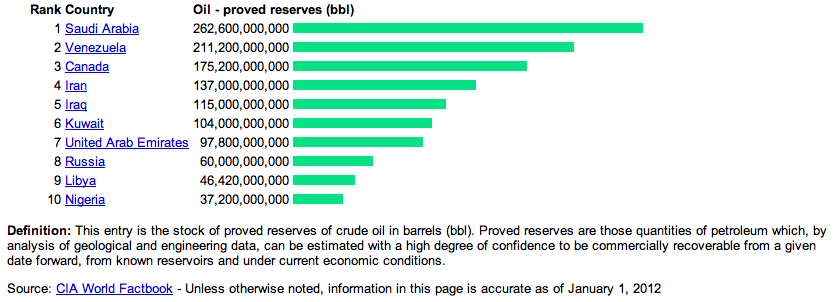 Rank Country Oil - proved reserves (bbl)
1 Saudi Arabia 262,600,000,000
2 Venezuela 211,200,000,000
3 Canada 175,200,000,000
4 Iran 137,000,000,000
5 Iraq 115,000,000,000
6 Kuwait 104,000,000,000
7 United Arab Emirates 97,800,000,000
8 Russia 60,000,000,000
9 Libya 46,420,000,000
10 Nigeria 37,200,000,000
Definition: This entry is the stock of proved reserves of crude oil in barrels (bbl). Proved reserves are those quantities of petroleum which, by
analysis of geological and engineering data, can be estimated with a high degree of confidence to be commercially recoverable from a given
date forward, from known reservoirs and under current economic conditions.
Source: CIA World Factbook - Unless otherwise noted, information in this page is accurate as of January 1, 2012